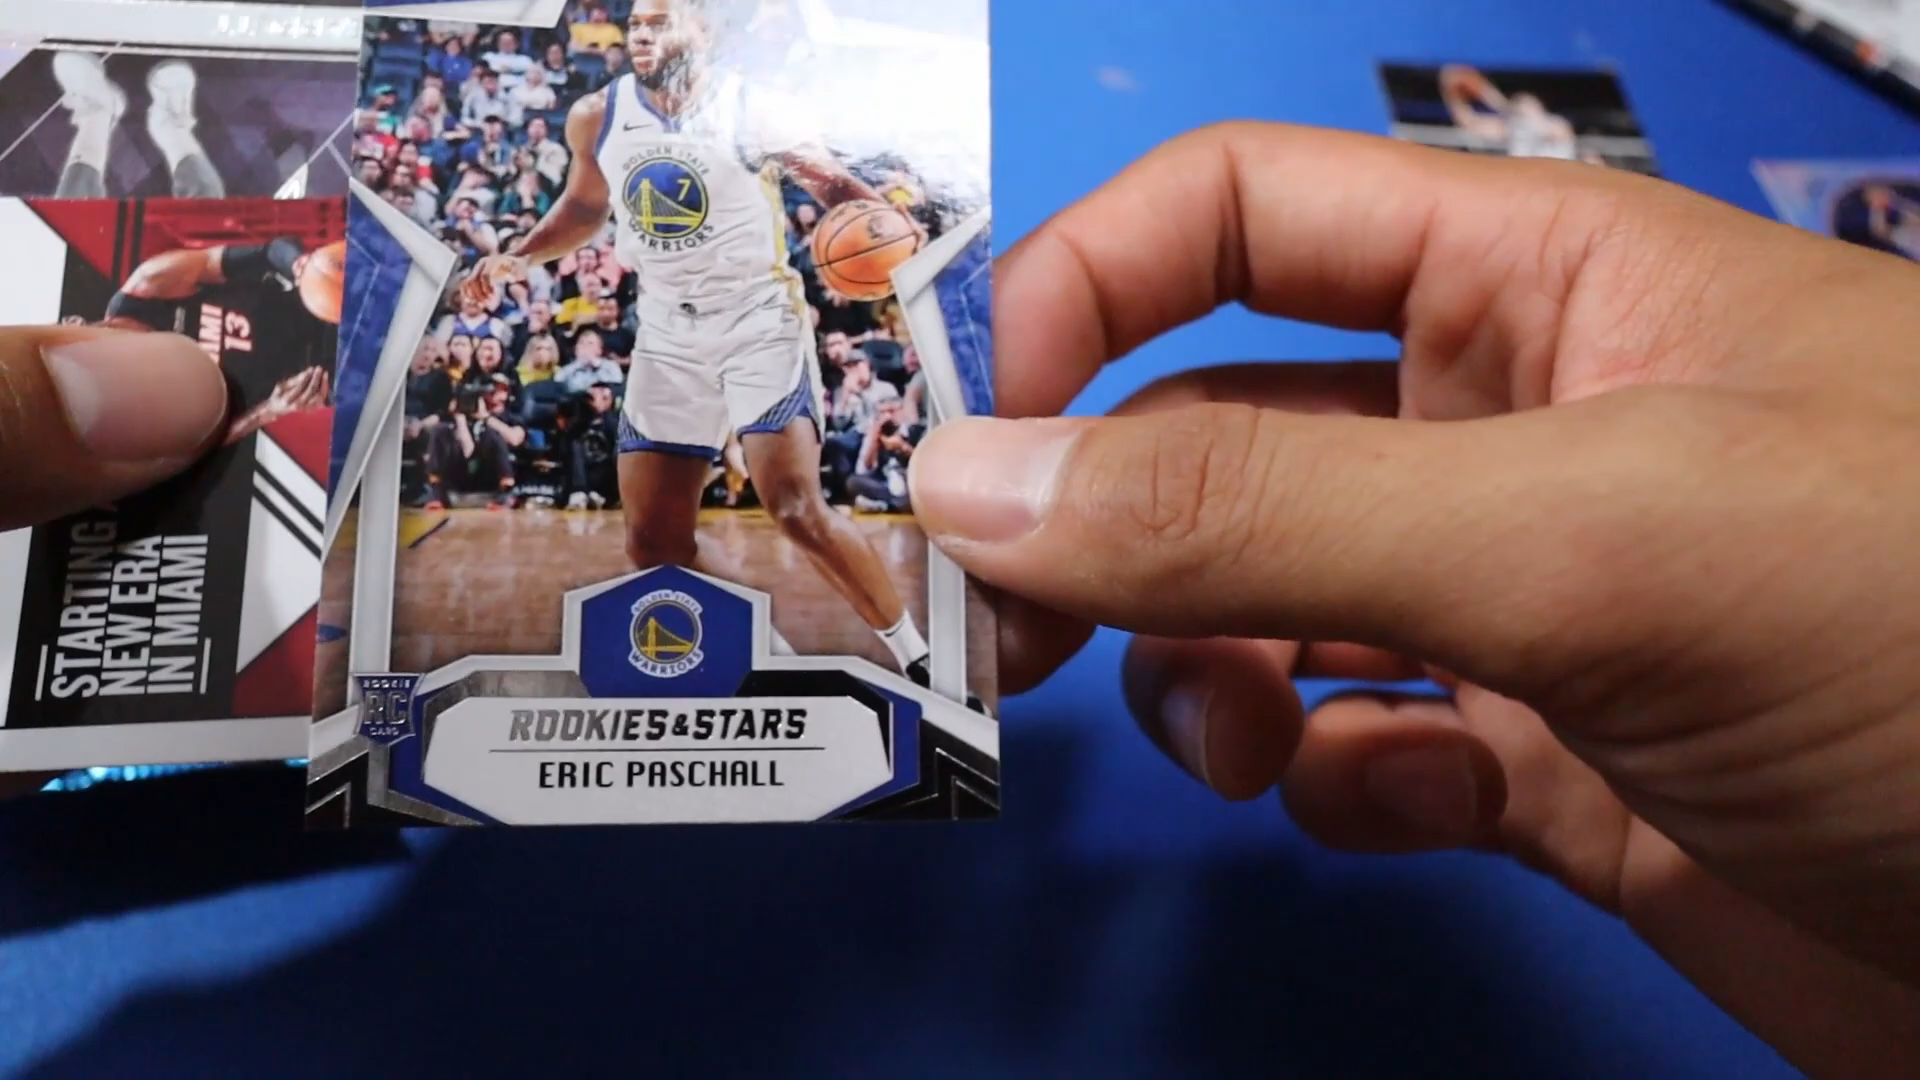 GOLDEN STATE
7
WARRIORS
MIAMI
13
STARTING
NEW ERA
IN MIAMI
GOLDEN STATE
WARRIORS
ROOKIE
RC
CARD
ROOKIES&STARS
ERIC PASCHALL